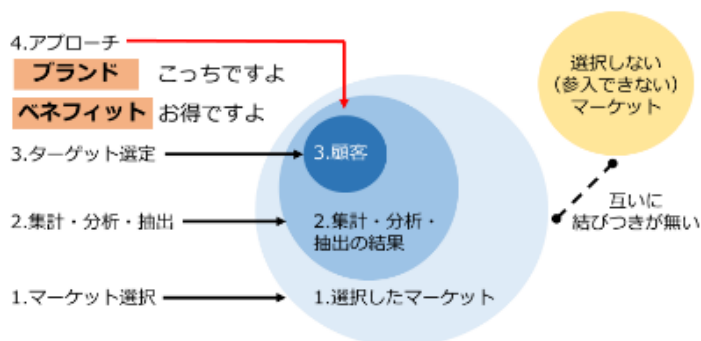 4.アプローチ
ブランド こっちですよ
ベネフィット お得ですよ
3.ターゲット選定
3.顧客
2.集計・分析・抽出
2.集計・分析・
抽出の結果
1.マーケット選択
1.選択したマーケット
選択しない
(参入できない)
マーケット
互いに
結びつきが無い